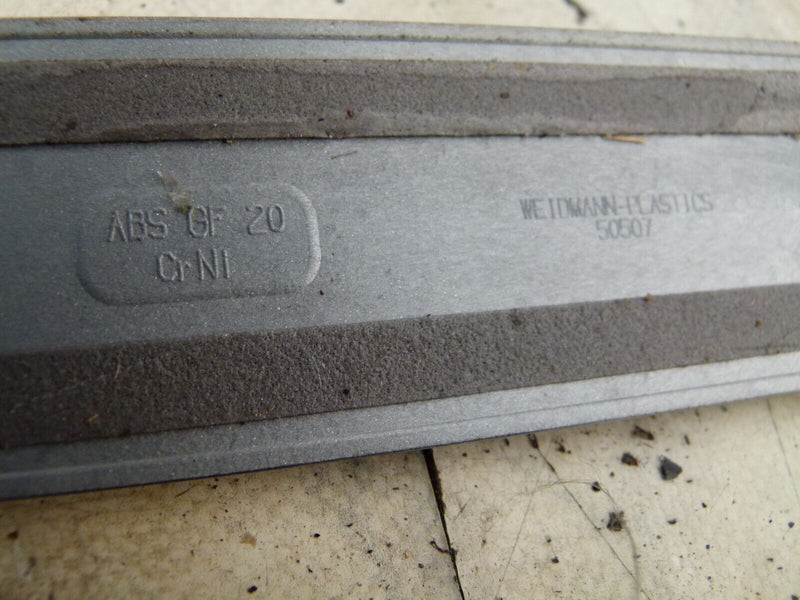 ABS GF 20
CrNi
WEIDMANN-PLASTICS
50507